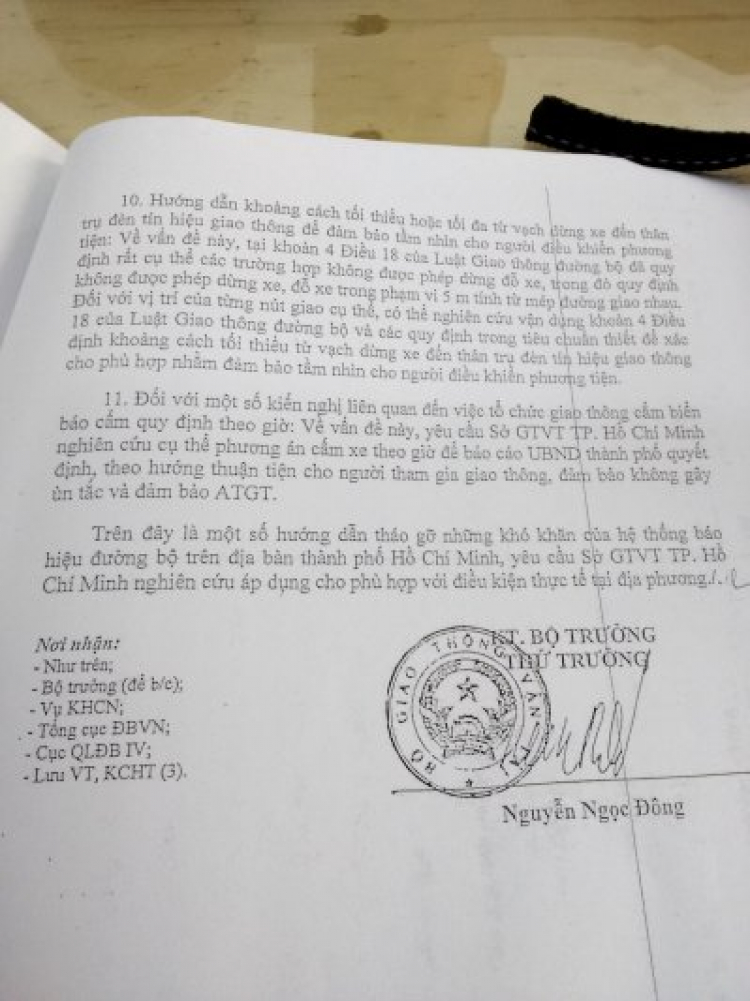 10. Hướng dẫn khoảng cách tối thiểu hoặc tối đa từ vạch dừng xe đến thân
trụ đèn tín hiệu giao thông để đảm bảo tầm nhìn cho người điều khiển phương
tiện: Về vấn đề này, tại khoản 4 Điều 18 của Luật Giao thông đường bộ đã quy
định rất cụ thể các trường hợp không được phép dừng đỗ xe, trong đó quy định
không được phép dừng xe, đỗ xe trong phạm vi 5 m tính từ mép đường giao nhau.
Đối với vị trí của từng nút giao cụ thể, có thể nghiên cứu vận dụng khoản 4 Điều
18 của Luật Giao thông đường bộ và các quy định trong tiêu chuẩn thiết để xác
định khoảng cách tối thiểu từ vạch dừng xe đến thân trụ đèn tín hiệu giao thông
cho phù hợp nhằm đảm bảo tầm nhìn cho người điều khiển phương tiện.
11. Đối với một số kiến nghị liên quan đến việc tổ chức giao thông cắm biển
báo cấm quy định theo giờ: Về vấn đề này, yêu cầu Sở GTVT TP. Hồ Chí Minh
nghiên cứu cụ thể phương án cấm xe theo giờ để báo cáo UBND thành phố quyết
định, theo hướng thuận tiện cho người tham gia giao thông, đảm bảo không gây
ùn tắc và đảm bảo ATGT.
Trên đây là một số hướng dẫn tháo gỡ những khó khăn của hệ thống báo
hiệu đường bộ trên địa bàn thành phố Hồ Chí Minh, yêu cầu Sở GTVT TP. Hồ
Chí Minh nghiên cứu áp dụng cho phù hợp với điều kiện thực tế tại địa phương./.
Nơi nhận:
- Như trên;
- Bộ trưởng (để b/c);
- Vụ KHCN;
- Tổng cục ĐBVN;
- Cục QLĐB IV;
- Lưu VT, KCHT (3).
KT. BỘ TRƯỞNG
THỨ TRƯỞNG
BỘ GIAO THÔNG VẬN TẢI
Nguyễn Ngọc Đông